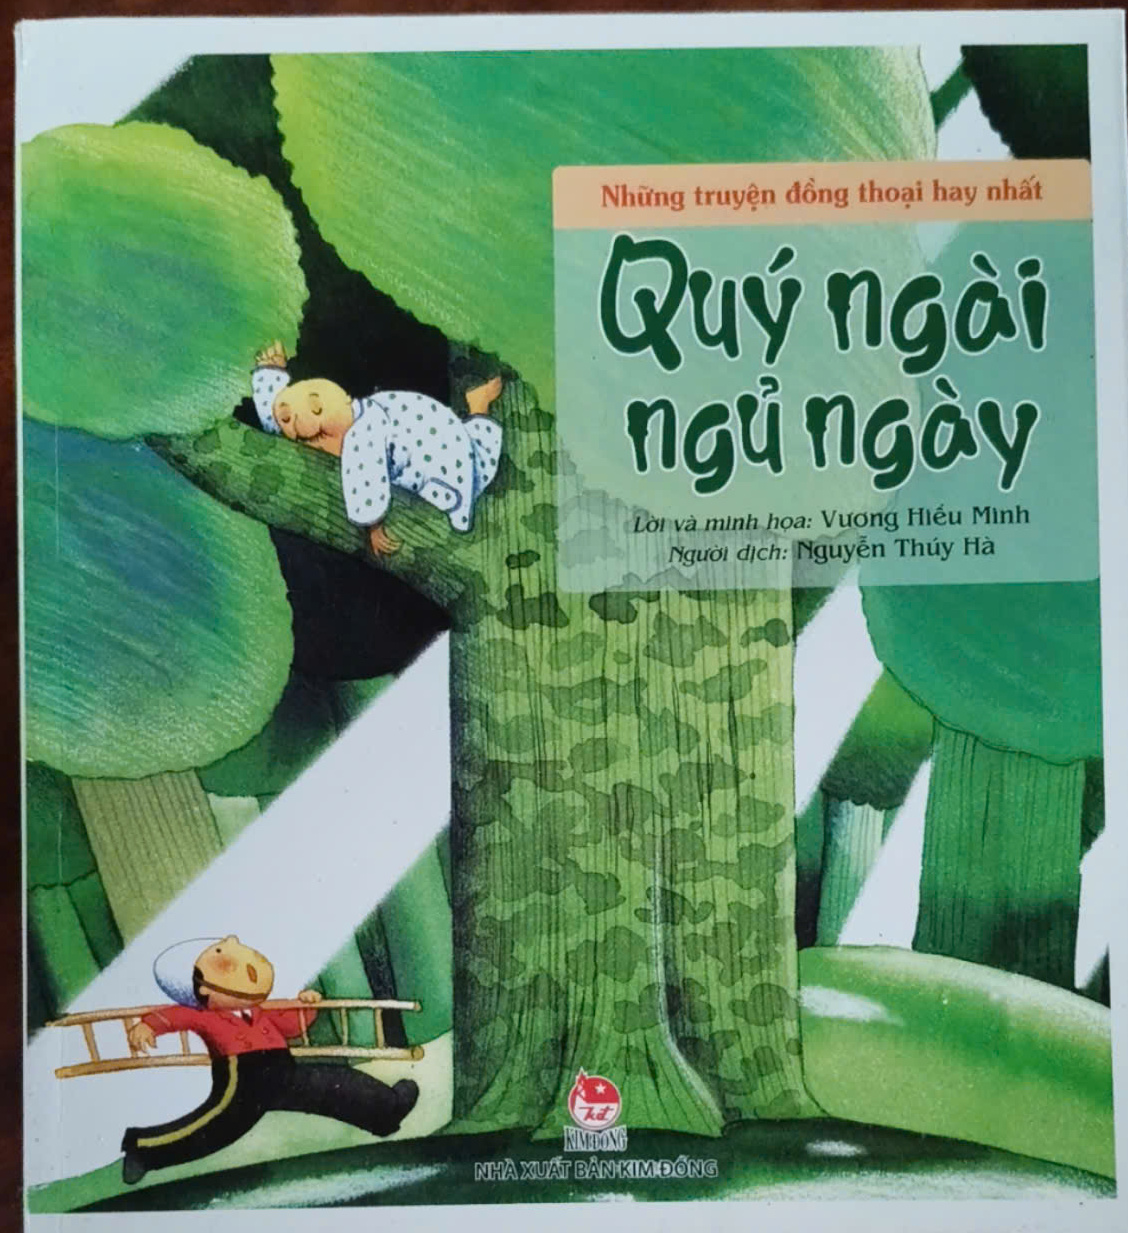 Những truyện đồng thoại hay nhất
Quý ngài
ngủ ngày
Lời và minh họa: Vương Hiểu Minh
Người dịch: Nguyễn Thúy Hà
kđ
KIM ĐỒNG
NHÀ XUẤT BẢN KIM ĐỒNG